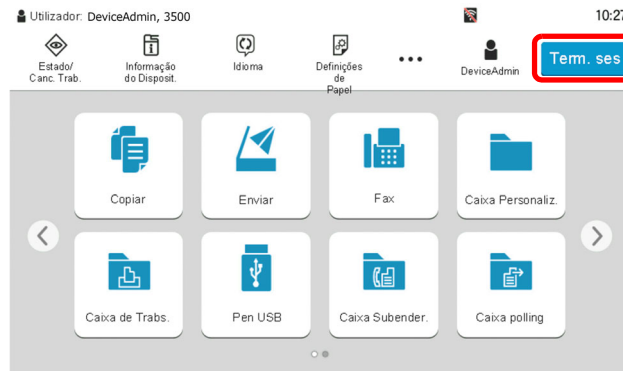 Utilizador: DeviceAdmin, 3500
10:27
Estado/
Canc. Trab.
Informação
do Disposit.
Idioma
Definições
de
Papel
DeviceAdmin
Term. ses
Copiar
Enviar
Fax
Caixa Personaliz.
Caixa de Trabs.
Pen USB
Caixa Subender.
Caixa polling